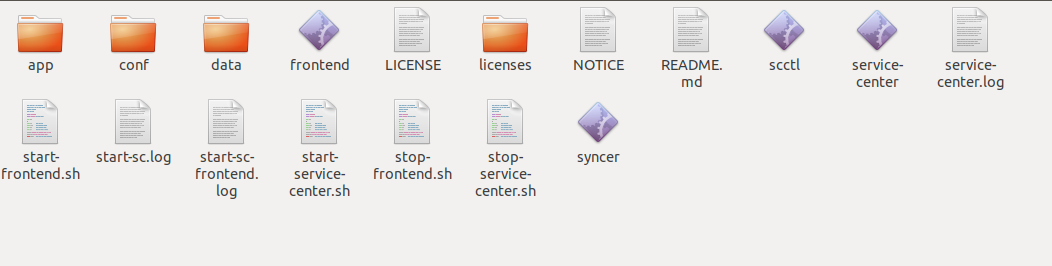 app
conf
data
frontend
LICENSE
licenses
NOTICE
README.
md
scctl
service-
center
service-
center.log
start-
frontend.sh
start-sc.log
start-sc-
frontend.
log
start-
service-
center.sh
stop-
frontend.sh
stop-
service-
center.sh
syncer